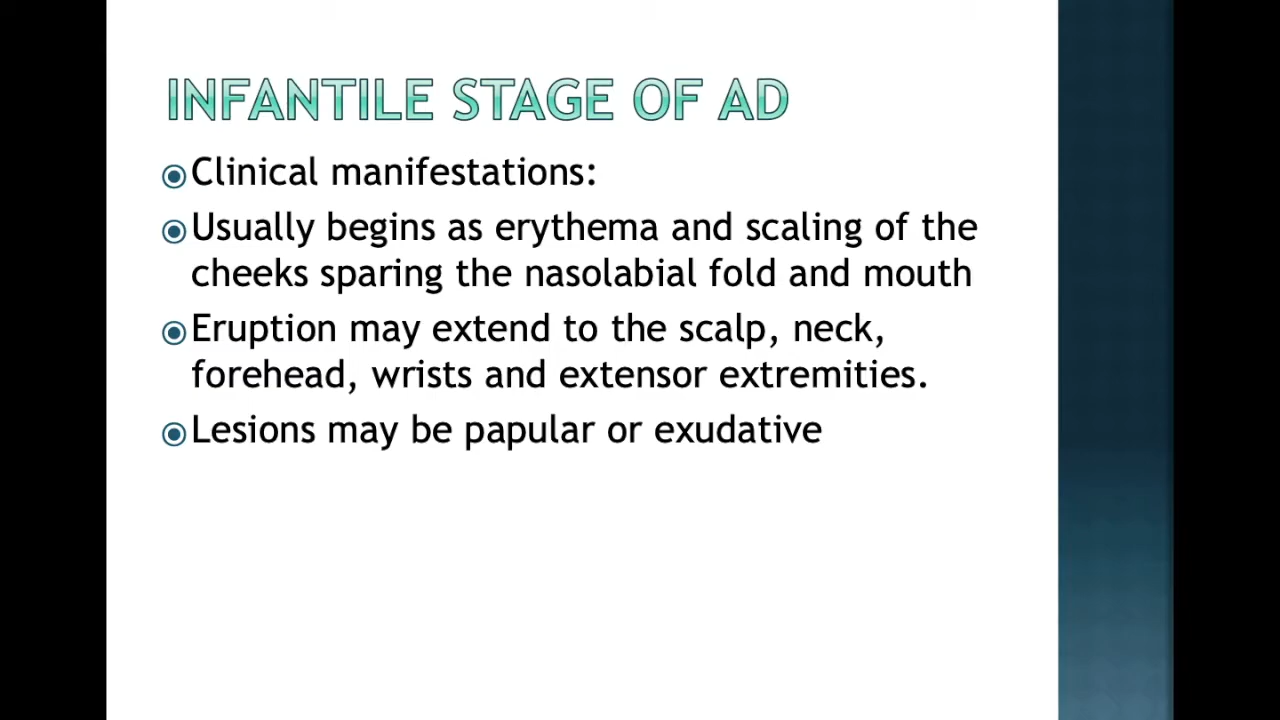 INFANTILE STAGE OF AD
Clinical manifestations:
Usually begins as erythema and scaling of the
cheeks sparing the nasolabial fold and mouth
Eruption may extend to the scalp, neck,
forehead, wrists and extensor extremities.
Lesions may be papular or exudative